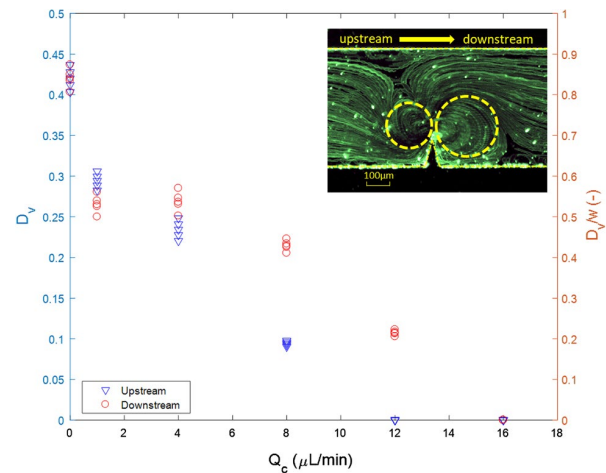 upstream downstream
100μm
0.5
0.45
0.4
0.35
0.3
0.25
0.2
0.15
0.1
0.05
0
D_v
1
0.9
0.8
0.7
0.6
0.5
0.4
0.3
0.2
0.1
0
D_v/w (-)
Upstream
Downstream
0 2 4 6 8 10 12 14 16 18
Q_c (μL/min)